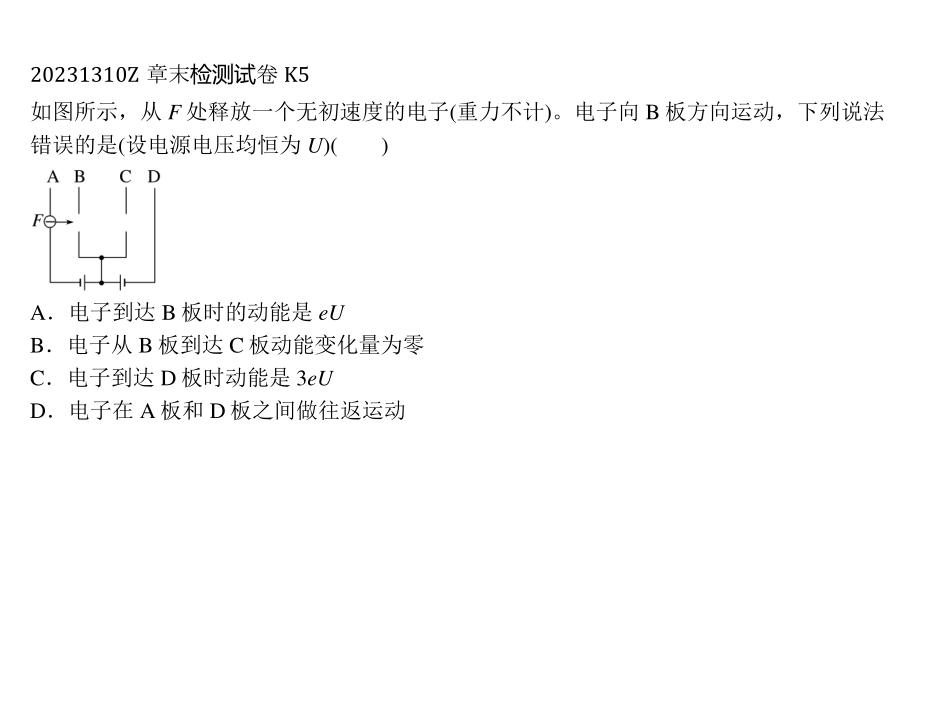 20231310Z 章末检测试卷 K5
如图所示，从 F 处释放一个无初速度的电子(重力不计)。电子向 B 板方向运动，下列说法
错误的是(设电源电压均恒为 U)(　　)
A B C D
F
A．电子到达 B 板时的动能是 eU
B．电子从 B 板到达 C 板动能变化量为零
C．电子到达 D 板时动能是 3eU
D．电子在 A 板和 D 板之间做往返运动